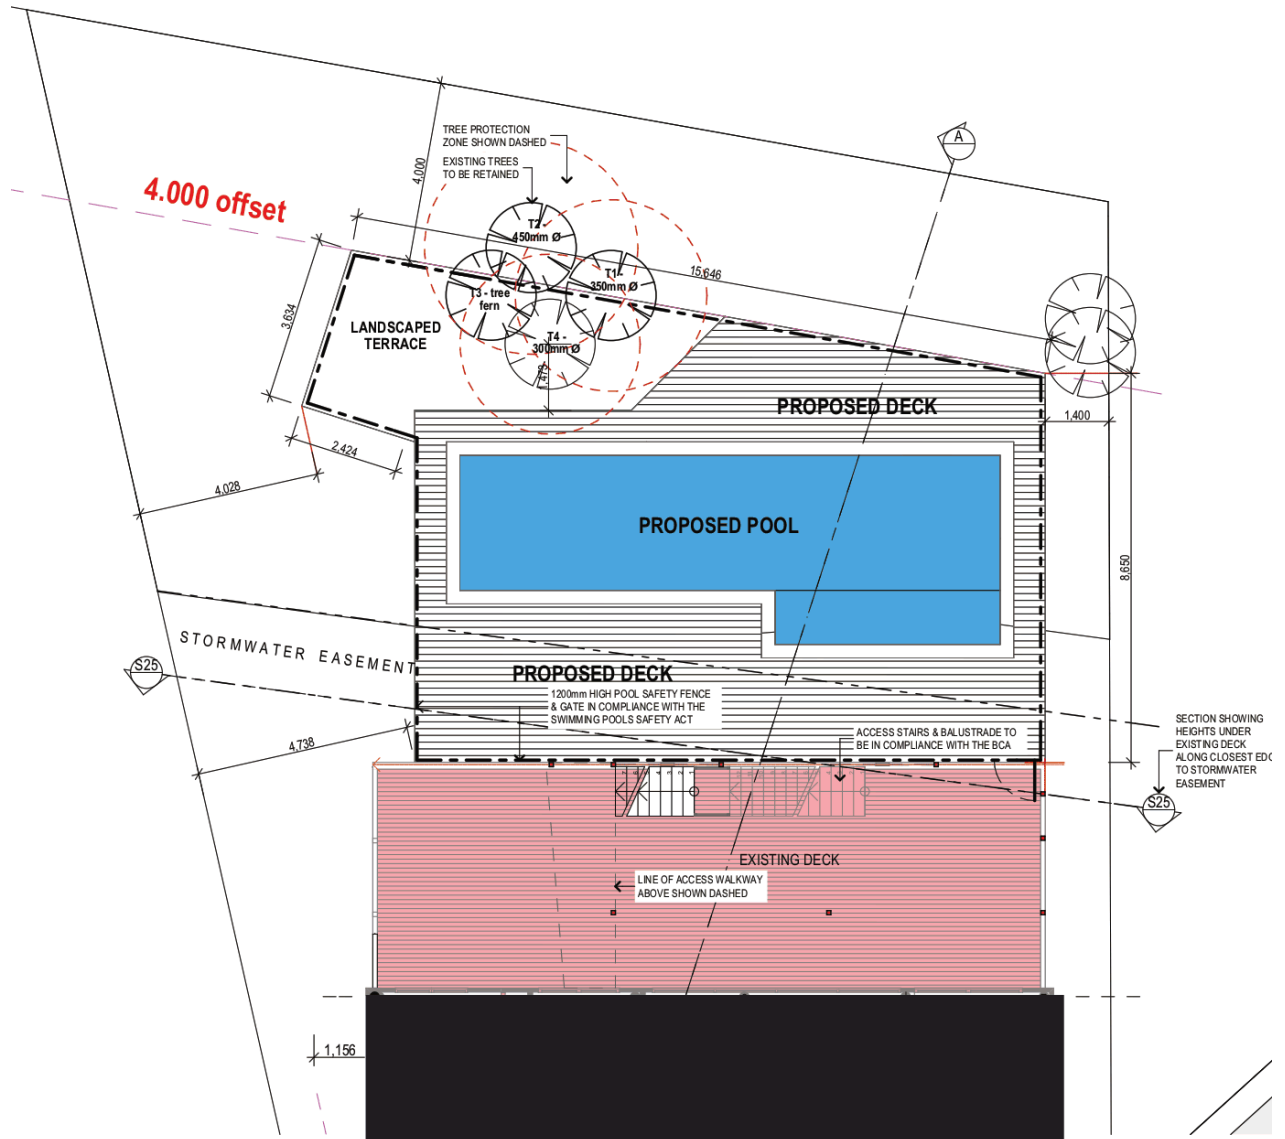 A
TREE PROTECTION
ZONE SHOWN DASHED
EXISTING TREES
TO BE RETAINED
4.000
4.000 offset
T2 -
450mm Ø
15,646
T1 -
350mm Ø
T3 - tree
fern
3,634
LANDSCAPED
TERRACE
T4 -
300mm Ø
1,473
PROPOSED DECK
1,400
2,424
4,028
PROPOSED POOL
8,650
STORMWATER EASEMENT
S25
PROPOSED DECK
1200mm HIGH POOL SAFETY FENCE
& GATE IN COMPLIANCE WITH THE
SWIMMING POOLS SAFETY ACT
4,738
ACCESS STAIRS & BALUSTRADE TO
BE IN COMPLIANCE WITH THE BCA
SECTION SHOWING
HEIGHTS UNDER
EXISTING DECK
ALONG CLOSEST EDG
TO STORMWATER
EASEMENT
S25
EXISTING DECK
LINE OF ACCESS WALKWAY
ABOVE SHOWN DASHED
1,156